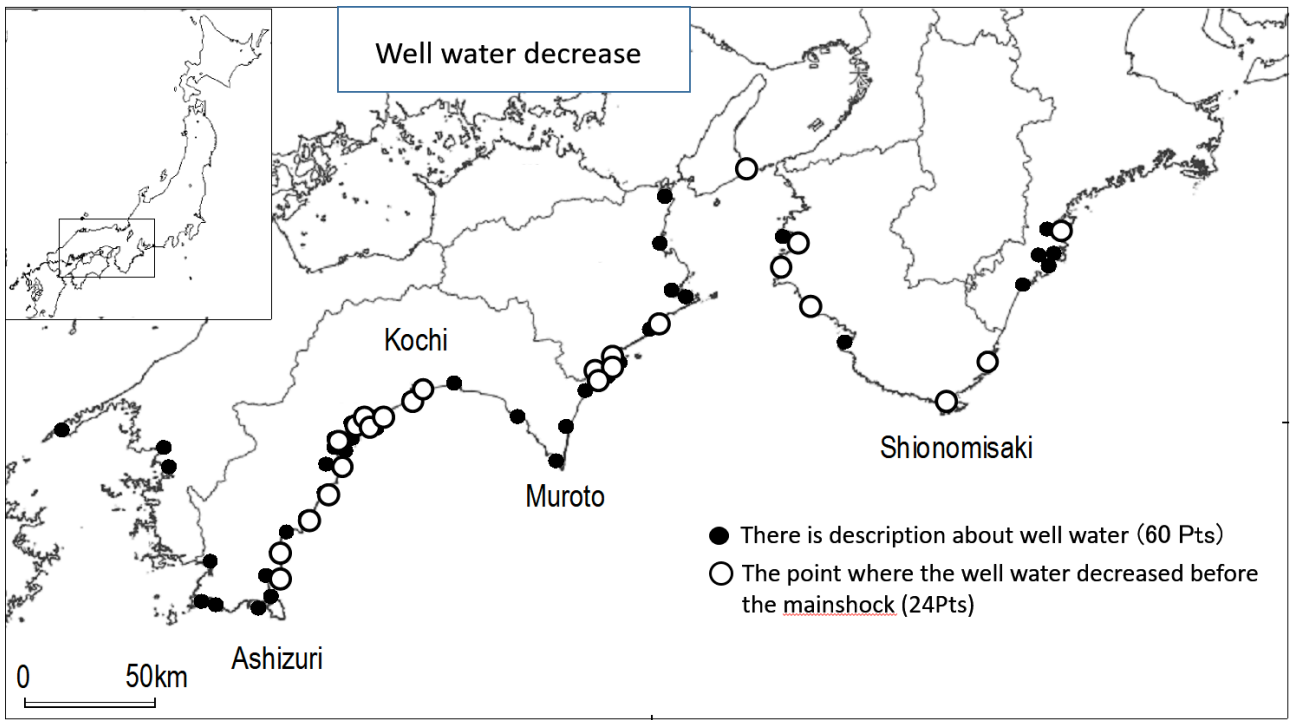 Well water decrease
Kochi
Shionomisaki
Muroto
There is description about well water（60 Pts）
The point where the well water decreased before
the mainshock (24Pts)
Ashizuri
0 50km